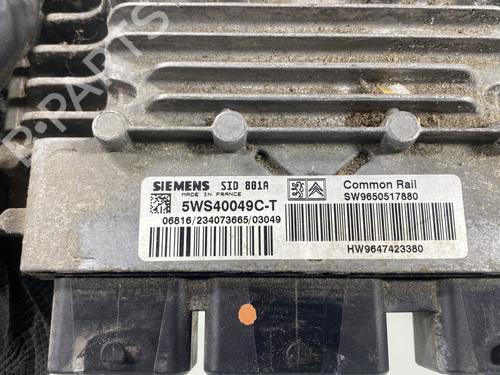 B-PARTS
SIEMENS SID 801A
MADE IN FRANCE
5WS40049C-T
06816/234073665/03049
Common Rail
SW9650517880
HW9647423380